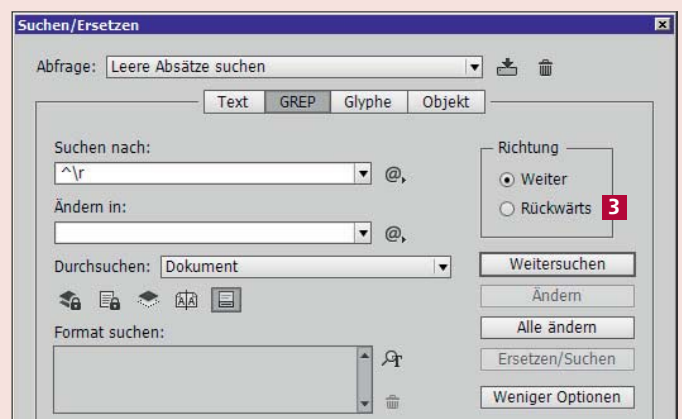 Suchen/Ersetzen
Abfrage: Leere Absätze suchen
Text GREP Glyphe Objekt
Suchen nach:
^\r
@,
Ändern in:
@,
Durchsuchen: Dokument
Format suchen:
Richtung
Weiter
Rückwärts 3
Weitersuchen
Ändern
Alle ändern
Ersetzen/Suchen
Weniger Optionen